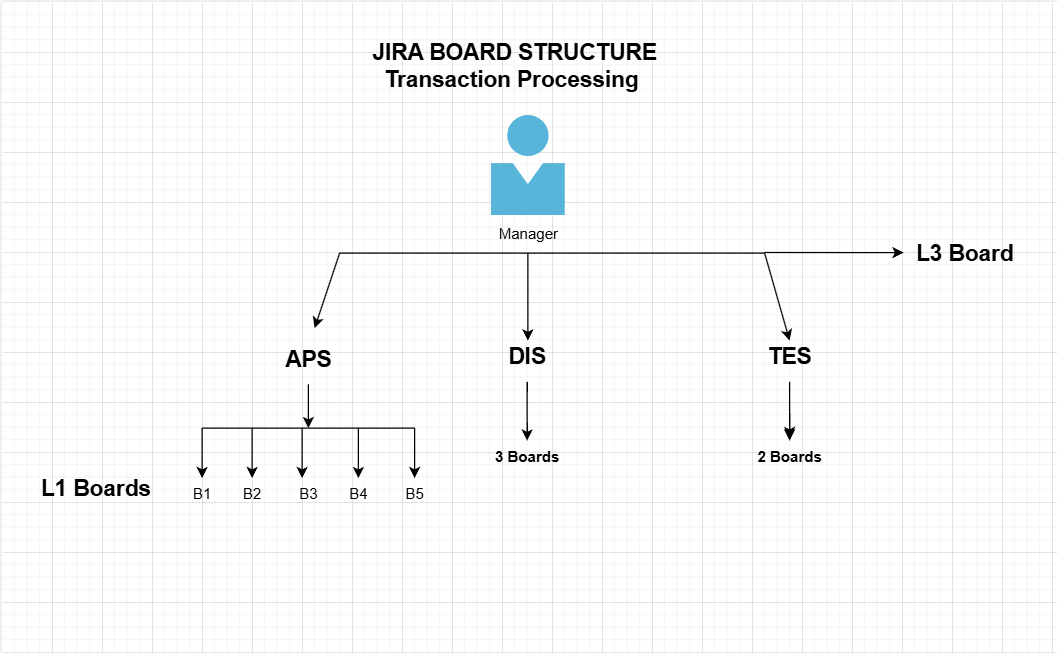 JIRA BOARD STRUCTURE
Transaction Processing
Manager
L3 Board
APS
DIS
TES
3 Boards
2 Boards
L1 Boards
B1
B2
B3
B4
B5